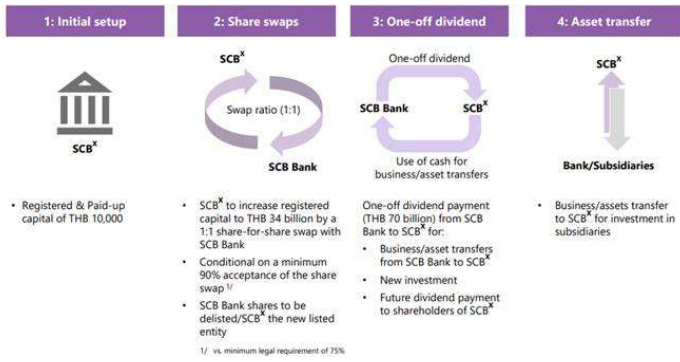 1: Initial setup
SCBˣ
• Registered & Paid-up
capital of THB 10,000
2: Share swaps
SCBˣ
Swap ratio (1:1)
SCB Bank
• SCBˣ to increase registered
capital to THB 34 billion by a
1:1 share-for-share swap with
SCB Bank
• Conditional on a minimum
90% acceptance of the share
swap 1/
• SCB Bank shares to be
delisted/SCBˣ the new listed
entity
1/ vs. minimum legal requirement of 75%
3: One-off dividend
One-off dividend
SCB Bank SCBˣ
Use of cash for
business/asset transfers
One-off dividend payment
(THB 70 billion) from SCB
Bank to SCBˣ for:
• Business/asset transfers
from SCB Bank to SCBˣ
• New investment
• Future dividend payment
to shareholders of SCBˣ
4: Asset transfer
SCBˣ
Bank/Subsidiaries
• Business/assets transfer
to SCBˣ for investment in
subsidiaries